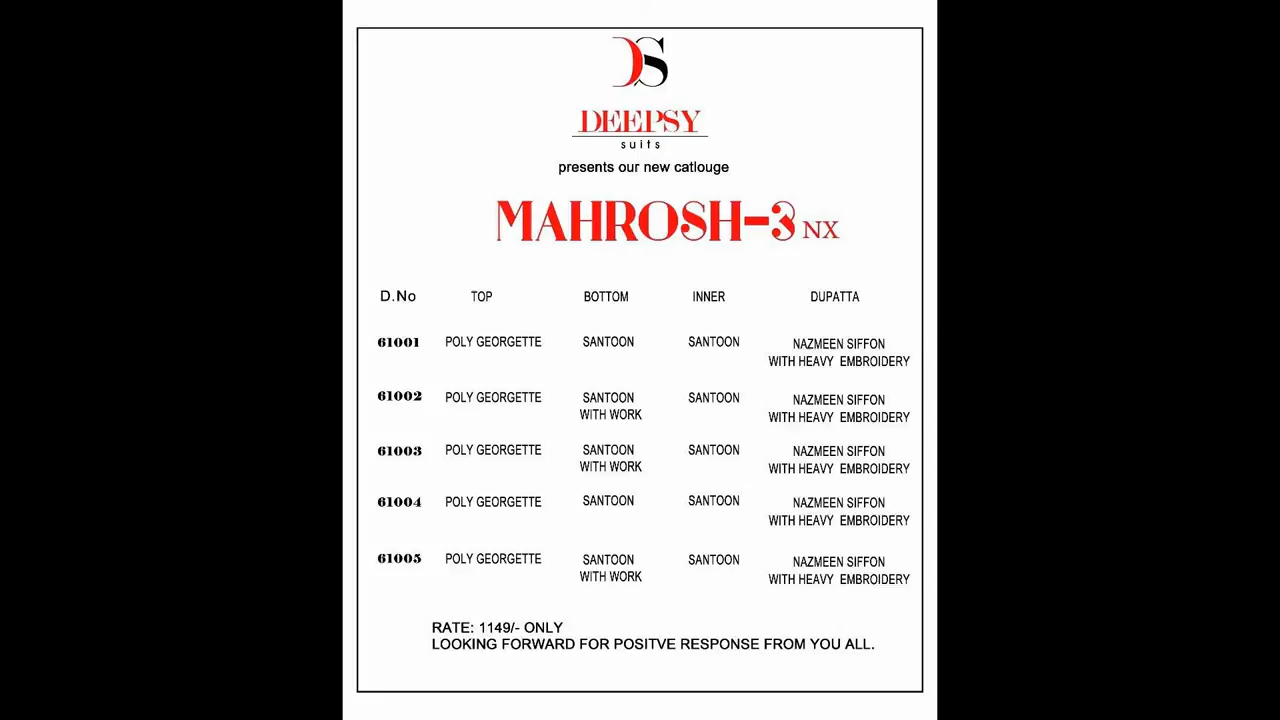 DS
DEEPSY
suits
presents our new catlouge
MAHROSH-3 NX
D.No TOP BOTTOM INNER DUPATTA
61001 POLY GEORGETTE SANTOON SANTOON NAZMEEN SIFFON
WITH HEAVY EMBROIDERY
61002 POLY GEORGETTE SANTOON SANTOON NAZMEEN SIFFON
WITH WORK WITH HEAVY EMBROIDERY
61003 POLY GEORGETTE SANTOON SANTOON NAZMEEN SIFFON
WITH WORK WITH HEAVY EMBROIDERY
61004 POLY GEORGETTE SANTOON SANTOON NAZMEEN SIFFON
WITH HEAVY EMBROIDERY
61005 POLY GEORGETTE SANTOON SANTOON NAZMEEN SIFFON
WITH WORK WITH HEAVY EMBROIDERY
RATE: 1149/- ONLY
LOOKING FORWARD FOR POSITVE RESPONSE FROM YOU ALL.